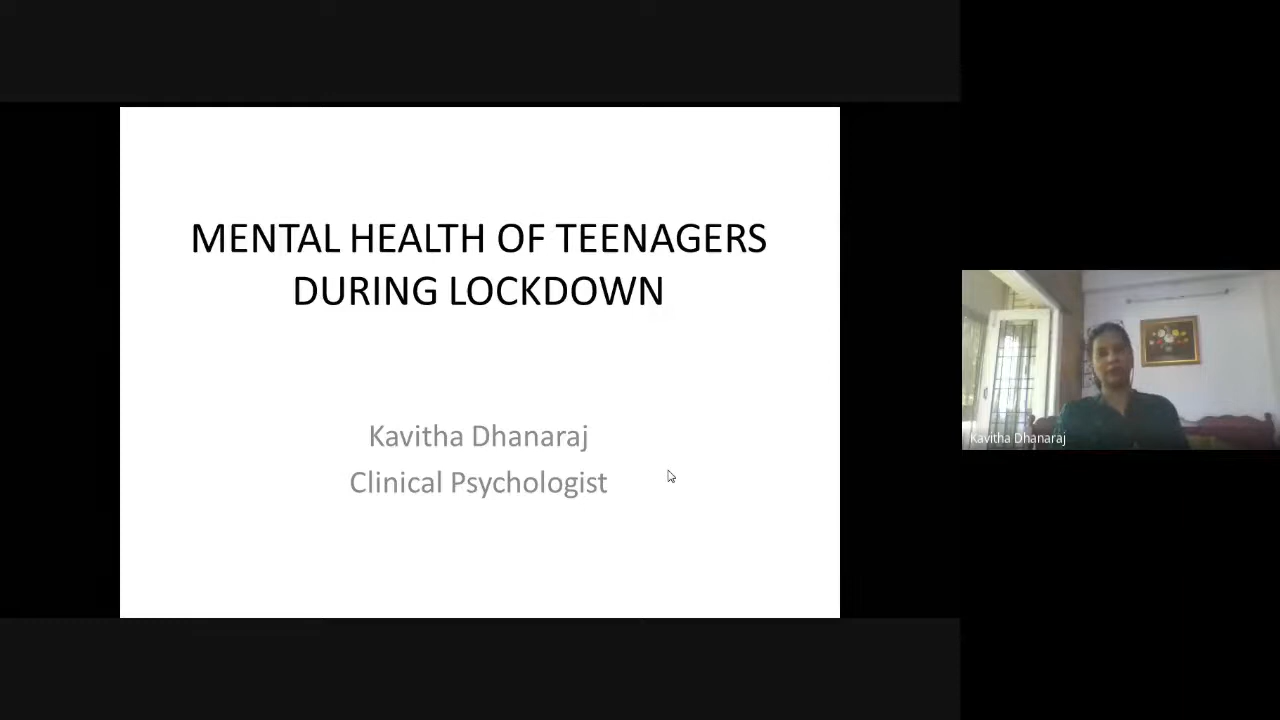 MENTAL HEALTH OF TEENAGERS
DURING LOCKDOWN
Kavitha Dhanaraj
Clinical Psychologist
Kavitha Dhanaraj